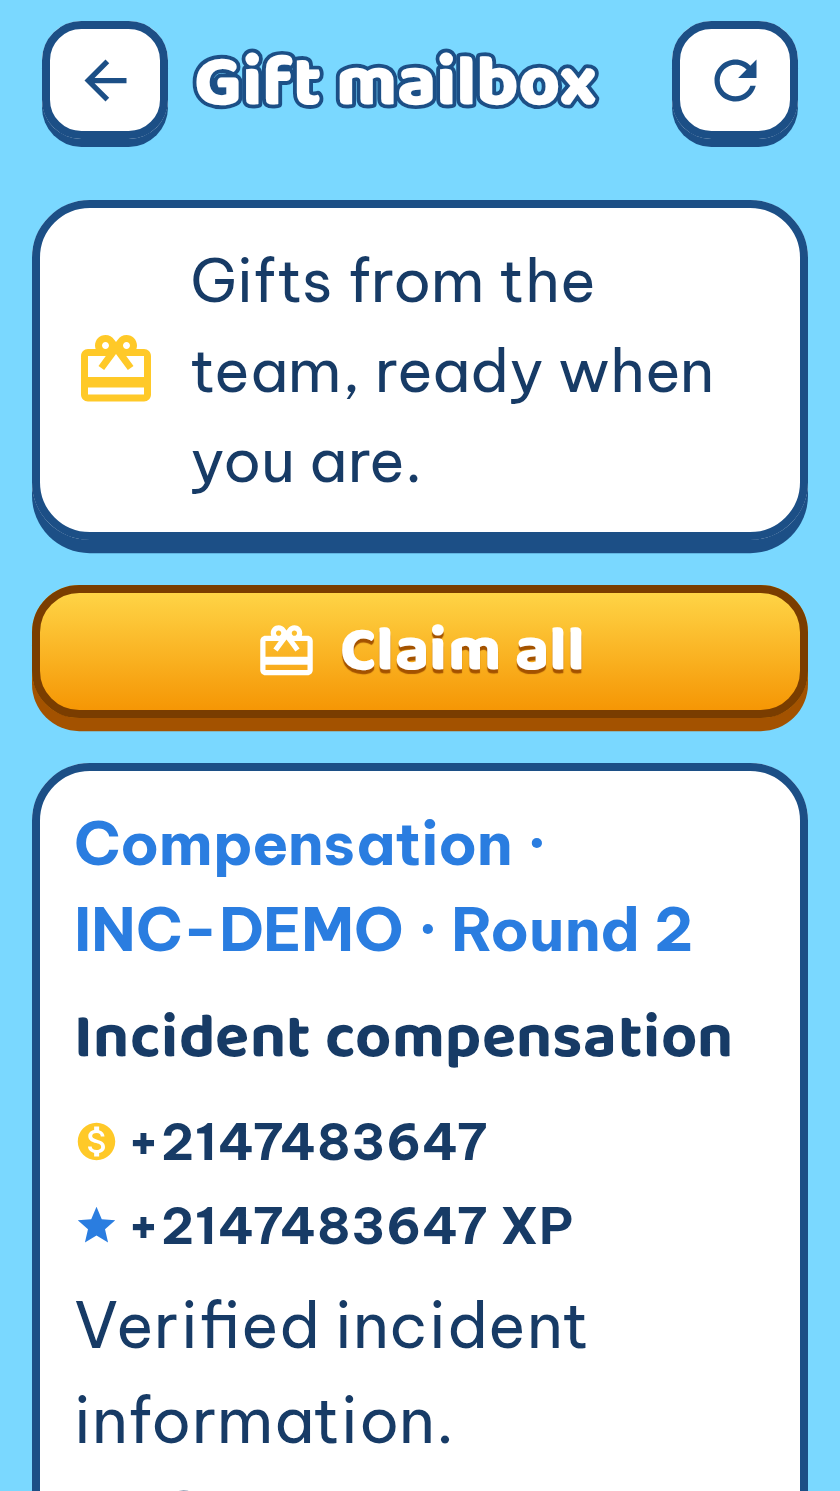 Gift mailbox
Gifts from the
team, ready when
you are.
Claim all
Compensation ·
INC-DEMO · Round 2
Incident compensation
+2147483647
+2147483647 XP
Verified incident
information.